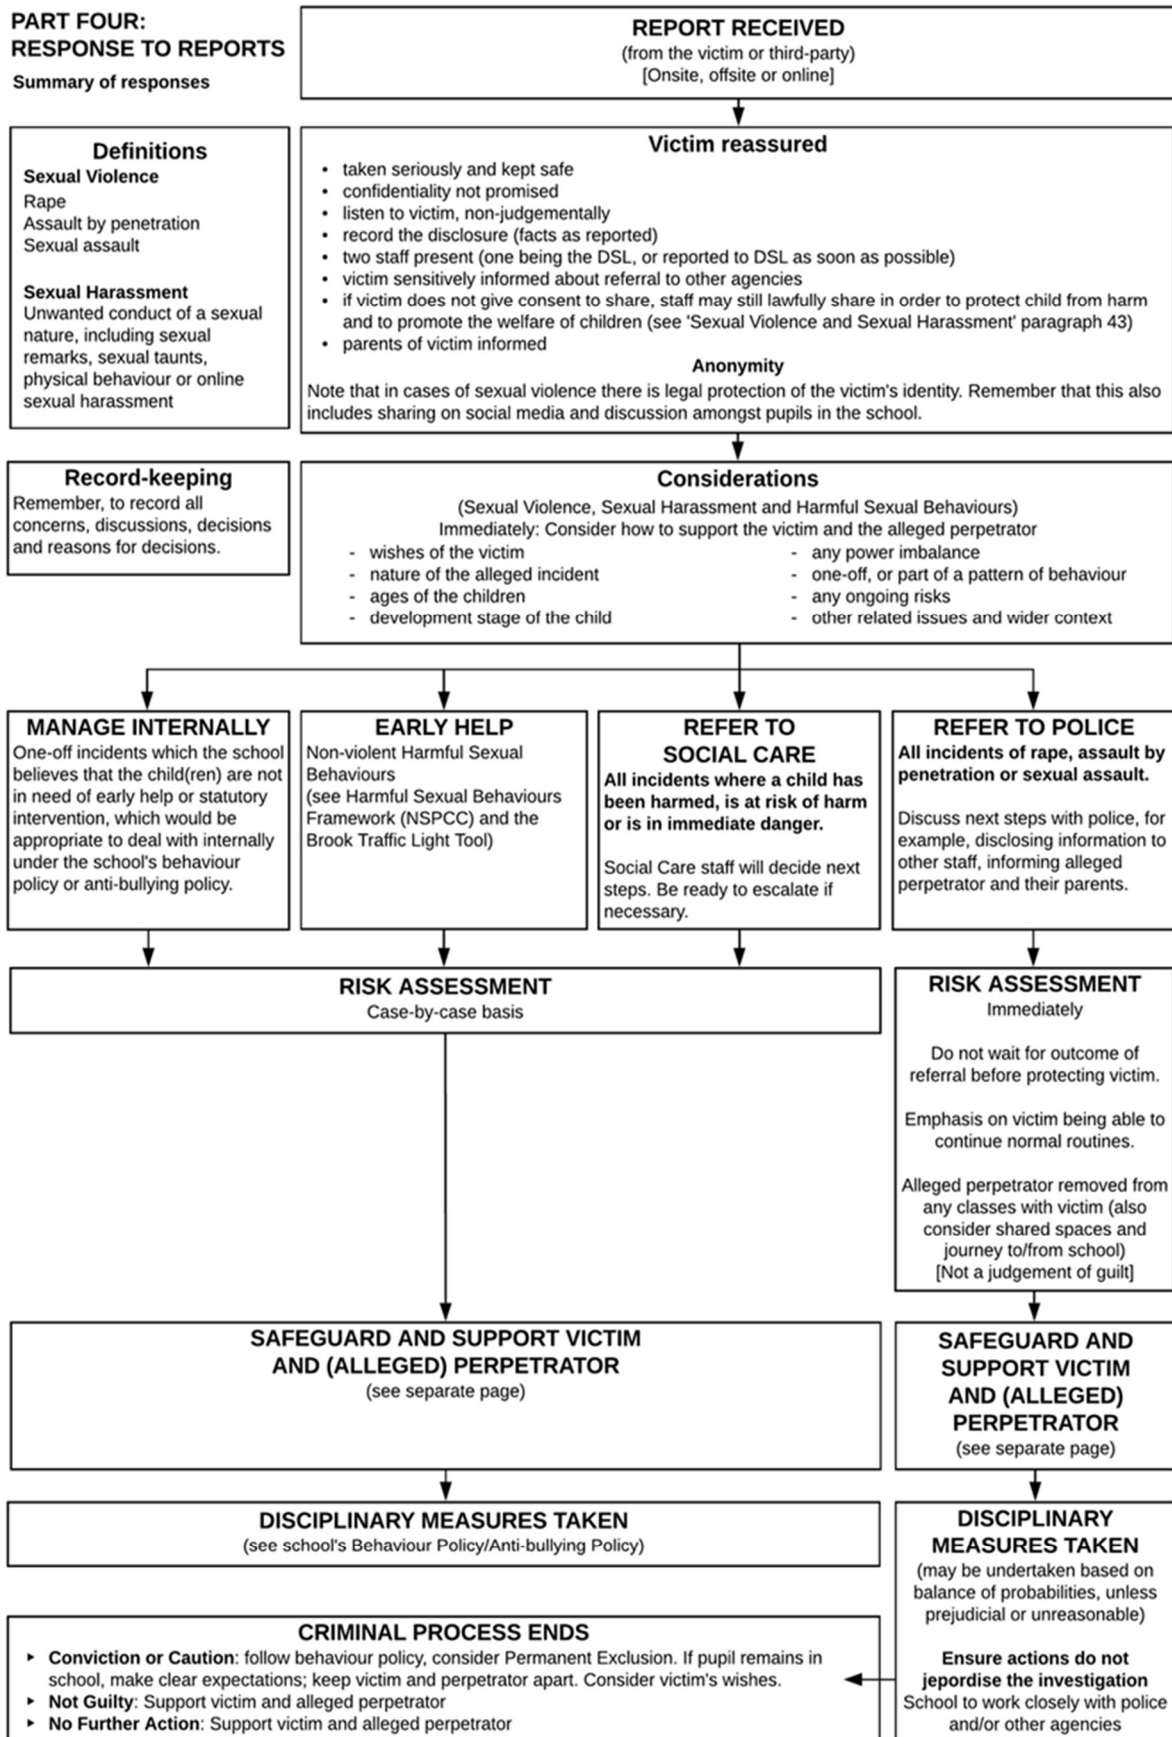 PART FOUR:
RESPONSE TO REPORTS
Summary of responses
REPORT RECEIVED
(from the victim or third-party)
[Onsite, offsite or online]
Definitions
Sexual Violence
Rape
Assault by penetration
Sexual assault
Sexual Harassment
Unwanted conduct of a sexual
nature, including sexual
remarks, sexual taunts,
physical behaviour or online
sexual harassment
Victim reassured
• taken seriously and kept safe
• confidentiality not promised
• listen to victim, non-judgementally
• record the disclosure (facts as reported)
• two staff present (one being the DSL, or reported to DSL as soon as possible)
• victim sensitively informed about referral to other agencies
• if victim does not give consent to share, staff may still lawfully share in order to protect child from harm
and to promote the welfare of children (see 'Sexual Violence and Sexual Harassment' paragraph 43)
• parents of victim informed
Anonymity
Note that in cases of sexual violence there is legal protection of the victim's identity. Remember that this also
includes sharing on social media and discussion amongst pupils in the school.
Record-keeping
Remember, to record all
concerns, discussions, decisions
and reasons for decisions.
Considerations
(Sexual Violence, Sexual Harassment and Harmful Sexual Behaviours)
Immediately: Consider how to support the victim and the alleged perpetrator
- wishes of the victim
- nature of the alleged incident
- ages of the children
- development stage of the child
- any power imbalance
- one-off, or part of a pattern of behaviour
- any ongoing risks
- other related issues and wider context
MANAGE INTERNALLY
One-off incidents which the school
believes that the child(ren) are not
in need of early help or statutory
intervention, which would be
appropriate to deal with internally
under the school's behaviour
policy or anti-bullying policy.
EARLY HELP
Non-violent Harmful Sexual
Behaviours
(see Harmful Sexual Behaviours
Framework (NSPCC) and the
Brook Traffic Light Tool)
REFER TO
SOCIAL CARE
All incidents where a child has
been harmed, is at risk of harm
or is in immediate danger.
Social Care staff will decide next
steps. Be ready to escalate if
necessary.
REFER TO POLICE
All incidents of rape, assault by
penetration or sexual assault.
Discuss next steps with police, for
example, disclosing information to
other staff, informing alleged
perpetrator and their parents.
RISK ASSESSMENT
Case-by-case basis
RISK ASSESSMENT
Immediately
Do not wait for outcome of
referral before protecting victim.
Emphasis on victim being able to
continue normal routines.
Alleged perpetrator removed from
any classes with victim (also
consider shared spaces and
journey to/from school)
[Not a judgement of guilt]
SAFEGUARD AND SUPPORT VICTIM
AND (ALLEGED) PERPETRATOR
(see separate page)
SAFEGUARD AND
SUPPORT VICTIM
AND (ALLEGED)
PERPETRATOR
(see separate page)
DISCIPLINARY MEASURES TAKEN
(see school's Behaviour Policy/Anti-bullying Policy)
DISCIPLINARY
MEASURES TAKEN
(may be undertaken based on
balance of probabilities, unless
prejudicial or unreasonable)
Ensure actions do not
jepordise the investigation
School to work closely with police
and/or other agencies
CRIMINAL PROCESS ENDS
‣ Conviction or Caution: follow behaviour policy, consider Permanent Exclusion. If pupil remains in
school, make clear expectations; keep victim and perpetrator apart. Consider victim's wishes.
‣ Not Guilty: Support victim and alleged perpetrator
‣ No Further Action: Support victim and alleged perpetrator